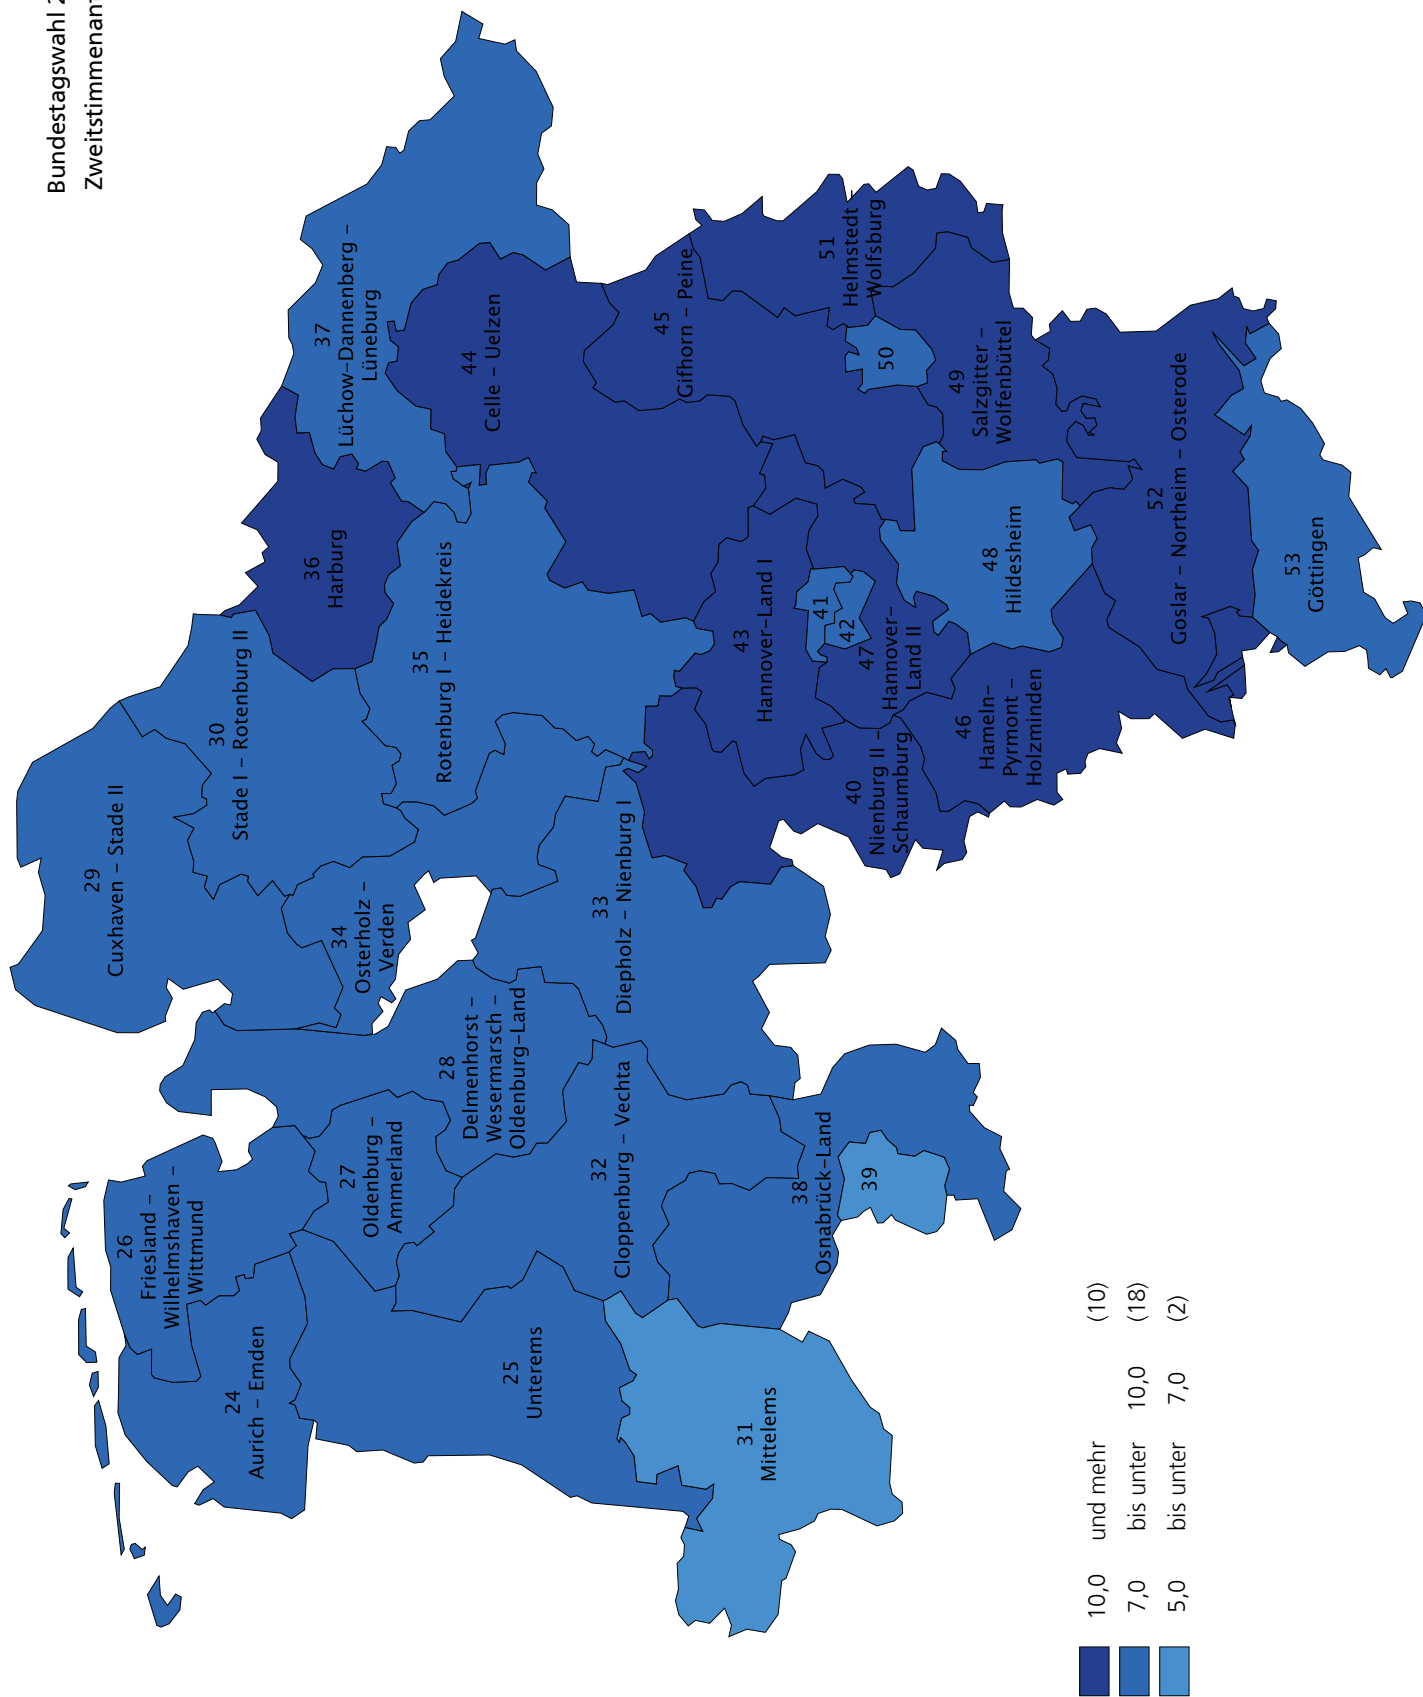 Bundestagswahl
29
Cuxhaven – Stade II
30
Stade I – Rotenburg II
36
Harburg
37
Lüchow–Dannenberg –
Lüneburg
26
Friesland –
Wilhelmshaven –
Wittmund
34
Osterholz –
Verden
35
Rotenburg I – Heidekreis
44
Celle – Uelzen
24
Aurich – Emden
27
Oldenburg –
Ammerland
28
Delmenhorst –
Wesermarsch –
Oldenburg–Land
25
Unterems
32
Cloppenburg – Vechta
33
Diepholz – Nienburg I
43
Hannover–Land I
45
Gifhorn – Peine
31
Mittelems
38
Osnabrück–Land
39
40
Nienburg II –
Schaumburg
41
42
47
Hannover–
Land II
50
51
Helmstedt –
Wolfsburg
46
Hameln–
Pyrmont –
Holzminden
48
Hildesheim
49
Salzgitter –
Wolfenbüttel
52
Goslar – Northeim – Osterode
53
Göttingen
10,0 und mehr (10)
7,0 bis unter 10,0 (18)
5,0 bis unter 7,0 (2)